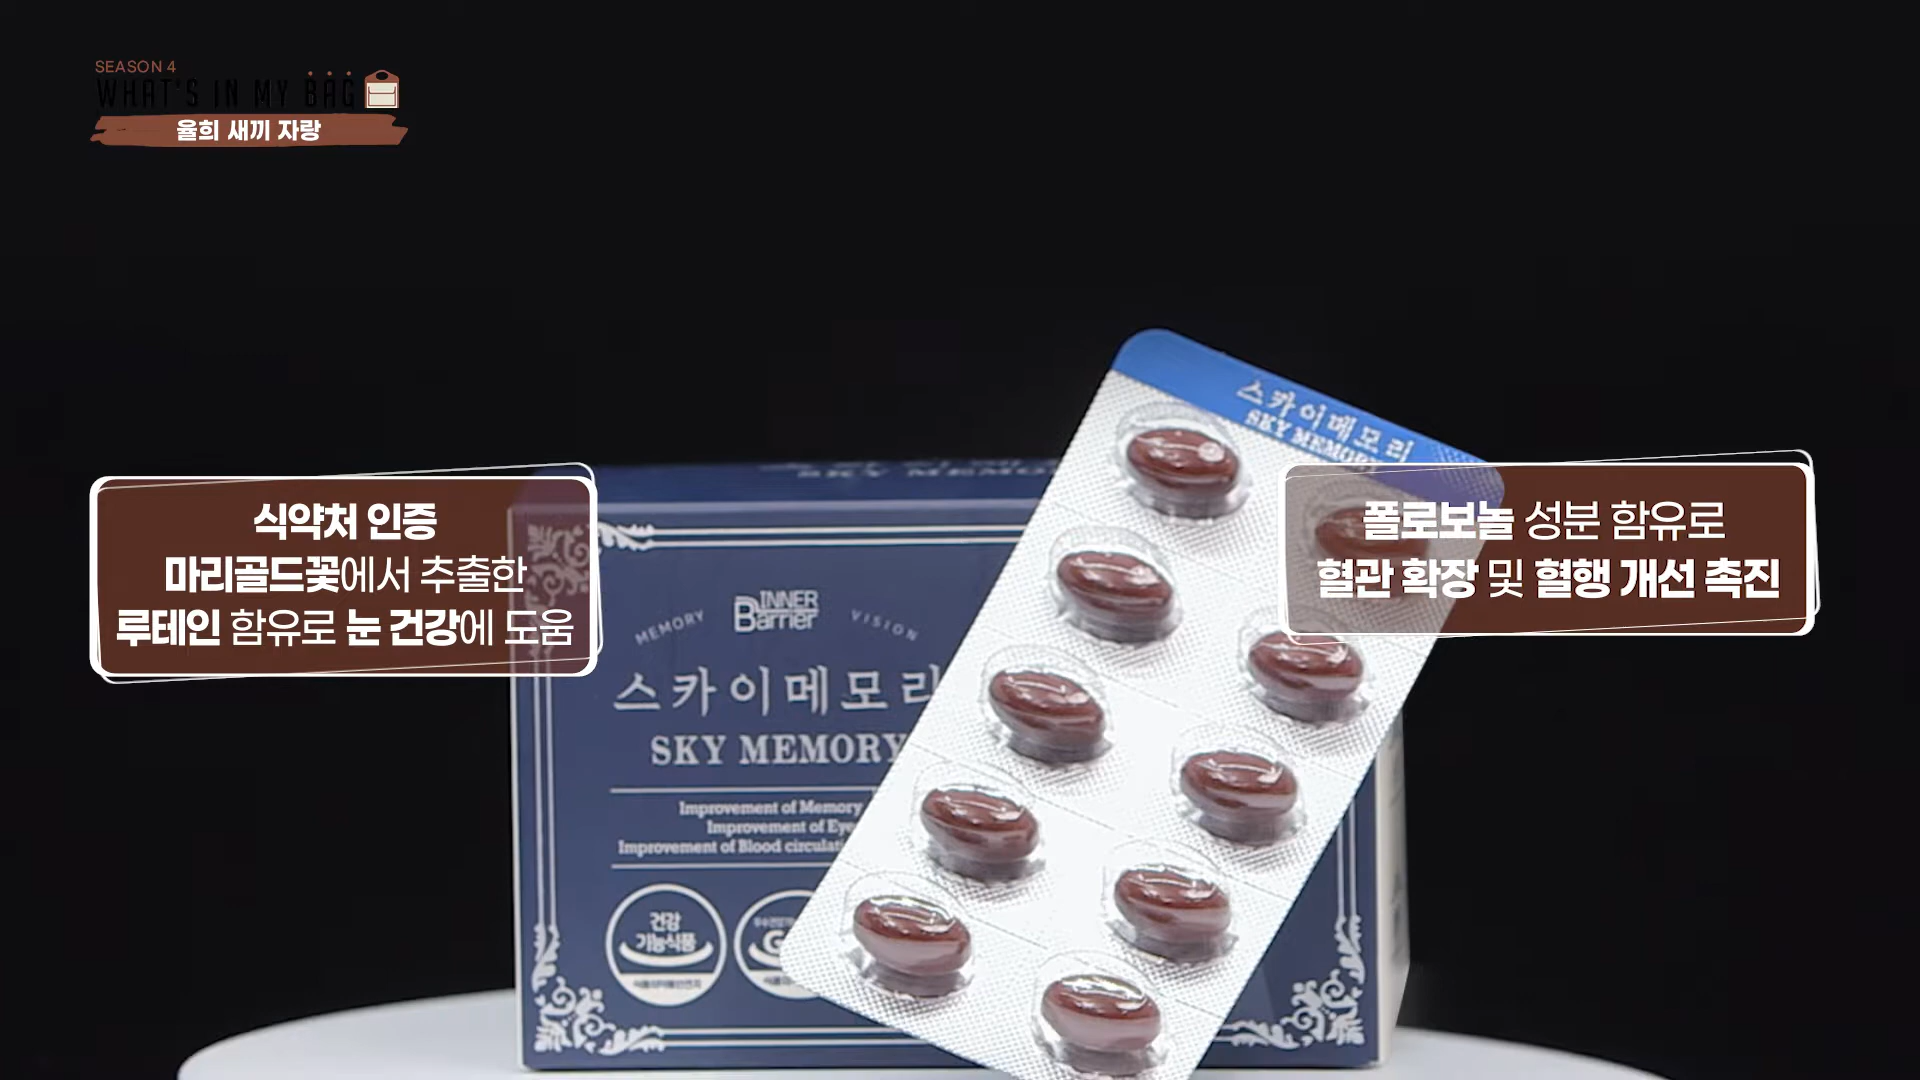 SEASON 4
WHAT'S IN MY BAG
율희 새끼 자랑
식약처 인증
마리골드꽃에서 추출한
루테인 함유로 눈 건강에 도움
폴로보놀 성분 함유로
혈관 확장 및 혈행 개선 촉진
스카이메모리
SKY MEMORY
SKY MEMO
INNER
Barrier
MEMORY
VISION
스카이메모리
SKY MEMORY
Improvement of Memory
Improvement of Eye
Improvement of Blood circulati
건강
기능식품